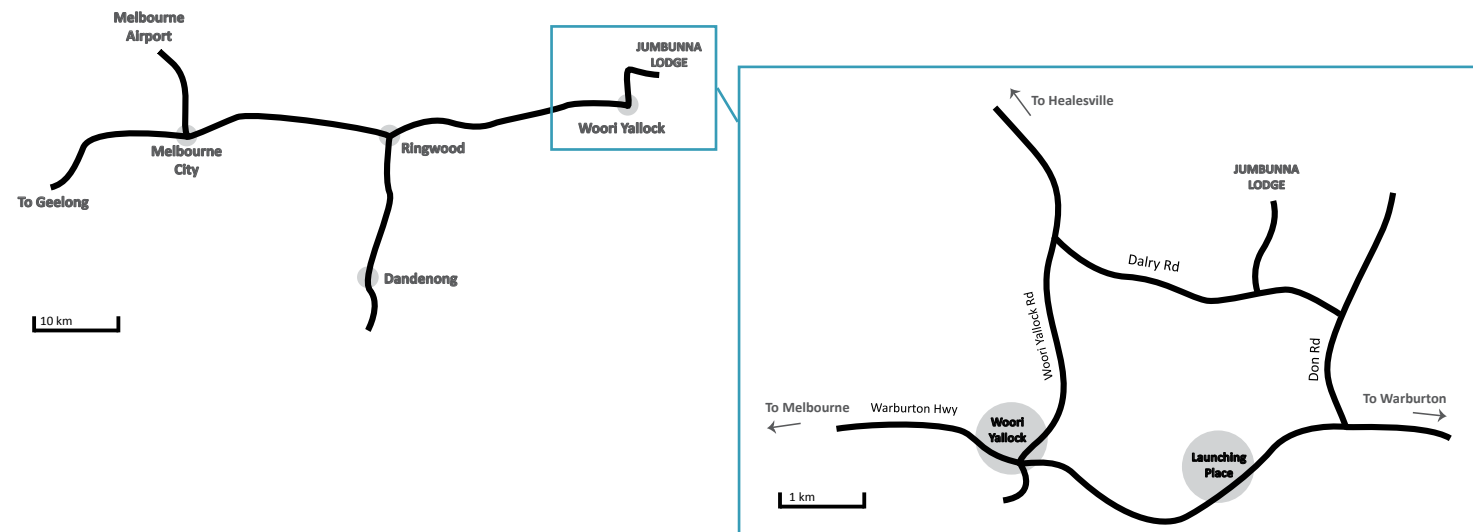 Melbourne
Airport
JUMBUNNA
LODGE
Woori Yallock
Ringwood
Melbourne
City
To Geelong
Dandenong
10 km
To Healesville
JUMBUNNA
LODGE
Dalry Rd
Woori Yallock Rd
Don Rd
To Melbourne
Warburton Hwy
To Warburton
Woori
Yallock
Launching
Place
1 km